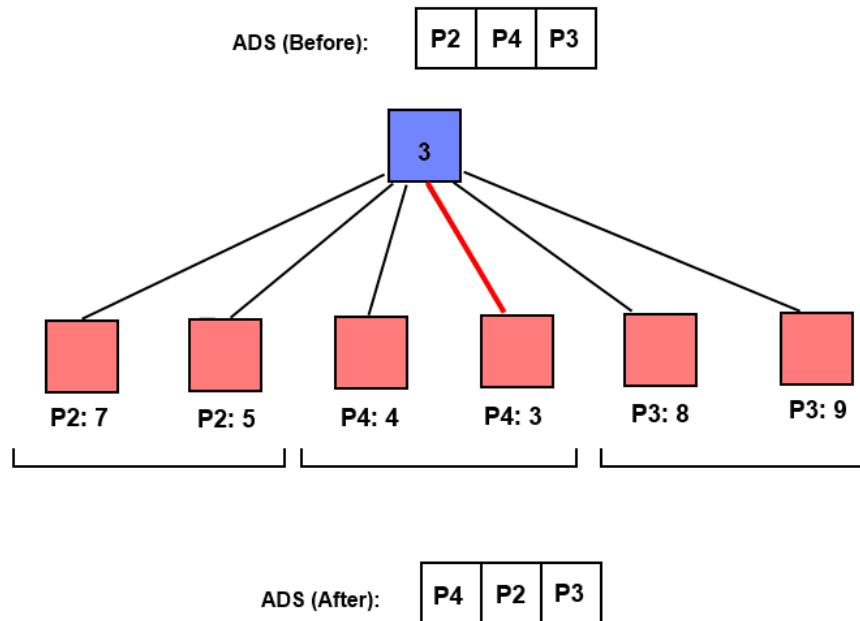 ADS (Before): P2 P4 P3
3
P2: 7 P2: 5 P4: 4 P4: 3 P3: 8 P3: 9
ADS (After): P4 P2 P3